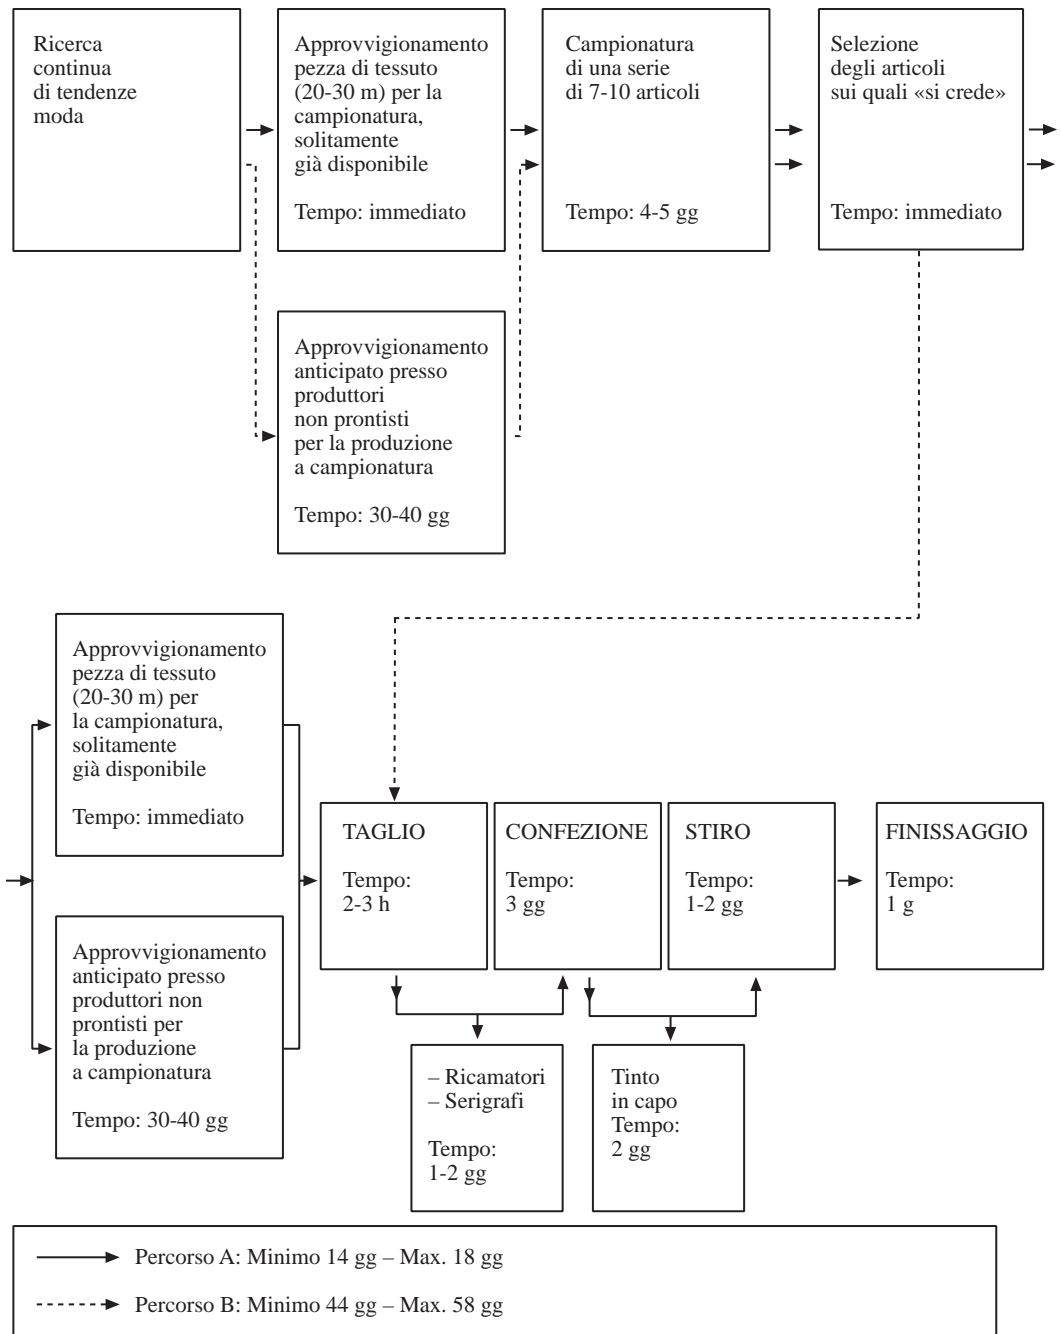 Ricerca
continua
di tendenze
moda
Approvvigionamento
pezza di tessuto
(20-30 m) per la
campionatura,
solitamente
già disponibile
Tempo: immediato
Campionatura
di una serie
di 7-10 articoli
Tempo: 4-5 gg
Selezione
degli articoli
sui quali «si crede»
Tempo: immediato
Approvvigionamento
anticipato presso
produttori
non prontisti
per la produzione
a campionatura
Tempo: 30-40 gg
Approvvigionamento
pezza di tessuto
(20-30 m) per
la campionatura,
solitamente
già disponibile
Tempo: immediato
Approvvigionamento
anticipato presso
produttori non
prontisti per
la produzione
a campionatura
Tempo: 30-40 gg
TAGLIO
Tempo:
2-3 h
CONFEZIONE
Tempo:
3 gg
STIRO
Tempo:
1-2 gg
FINISSAGGIO
Tempo:
1 g
– Ricamatori
– Serigrafi
Tempo:
1-2 gg
Tinto
in capo
Tempo:
2 gg
Percorso A: Minimo 14 gg – Max. 18 gg
Percorso B: Minimo 44 gg – Max. 58 gg